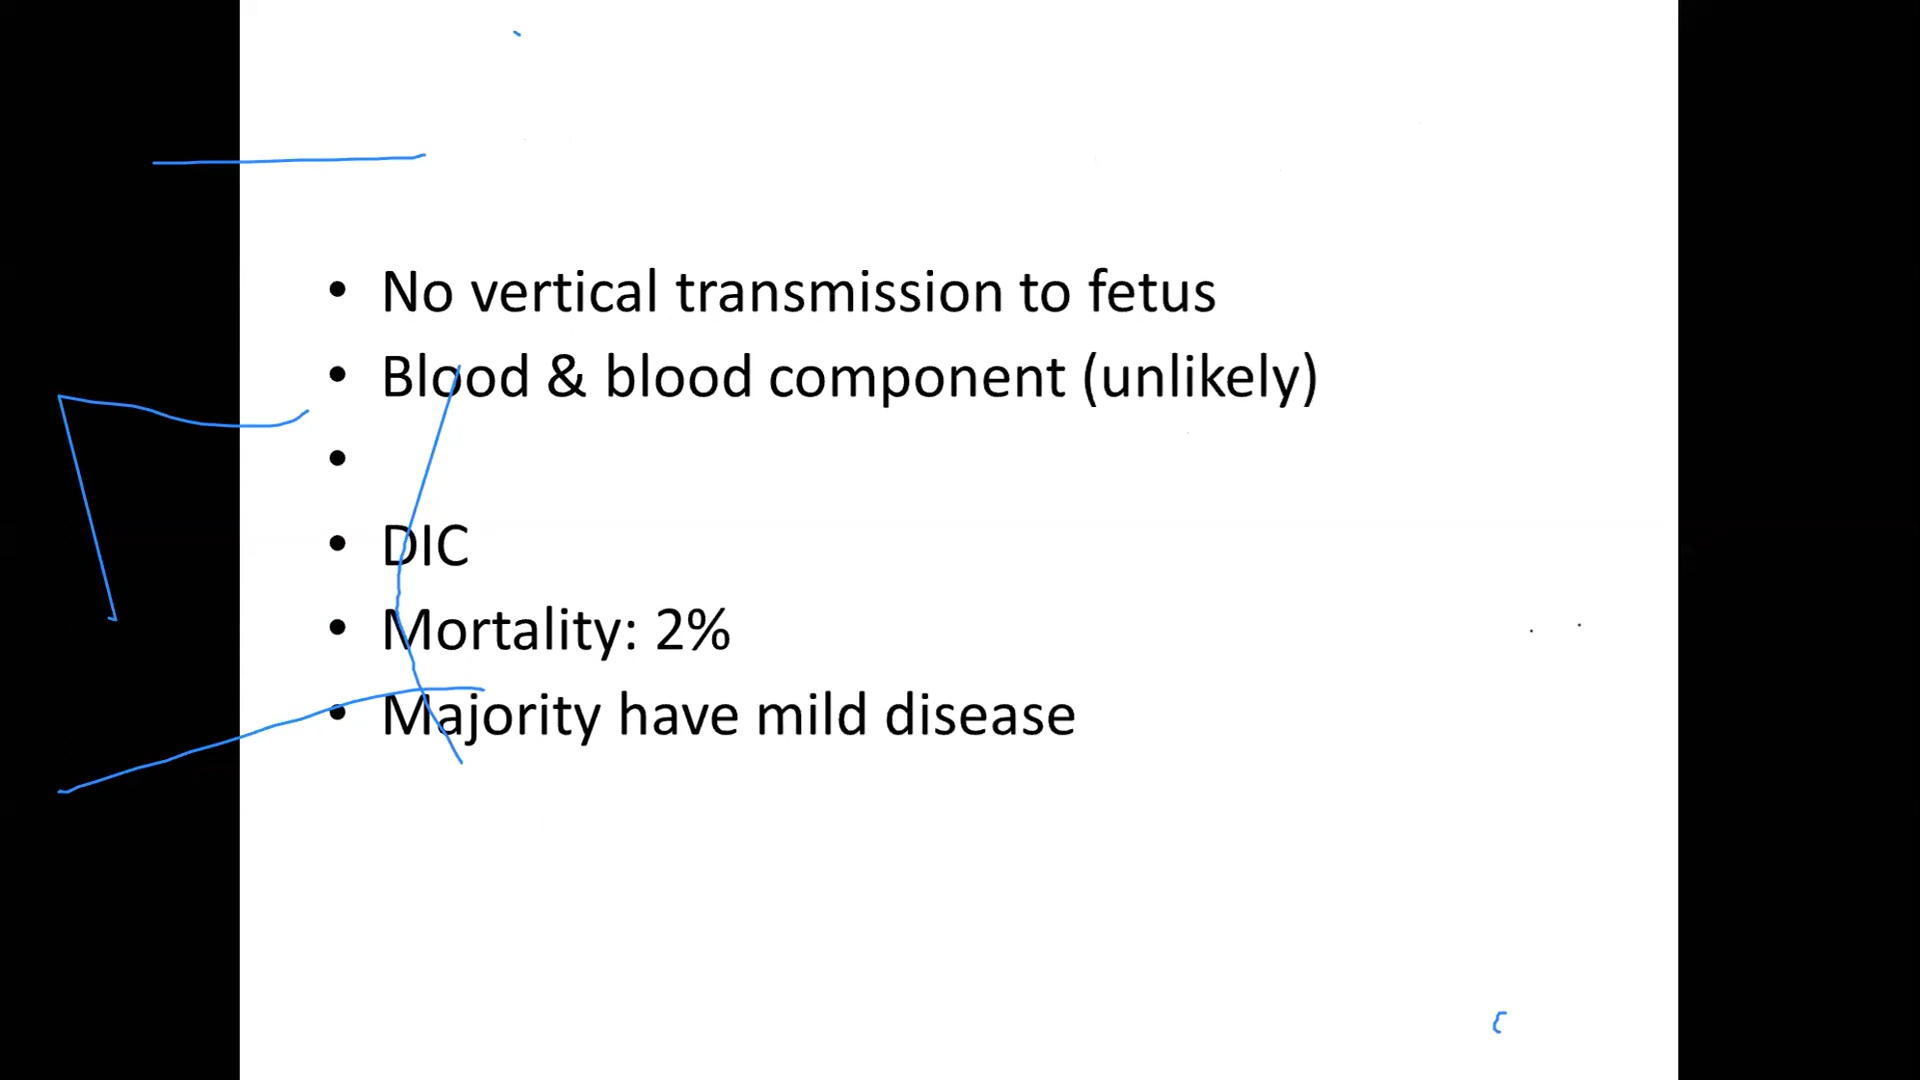 • No vertical transmission to fetus
• Blood & blood component (unlikely)
•
• DIC
• Mortality: 2%
• Majority have mild disease